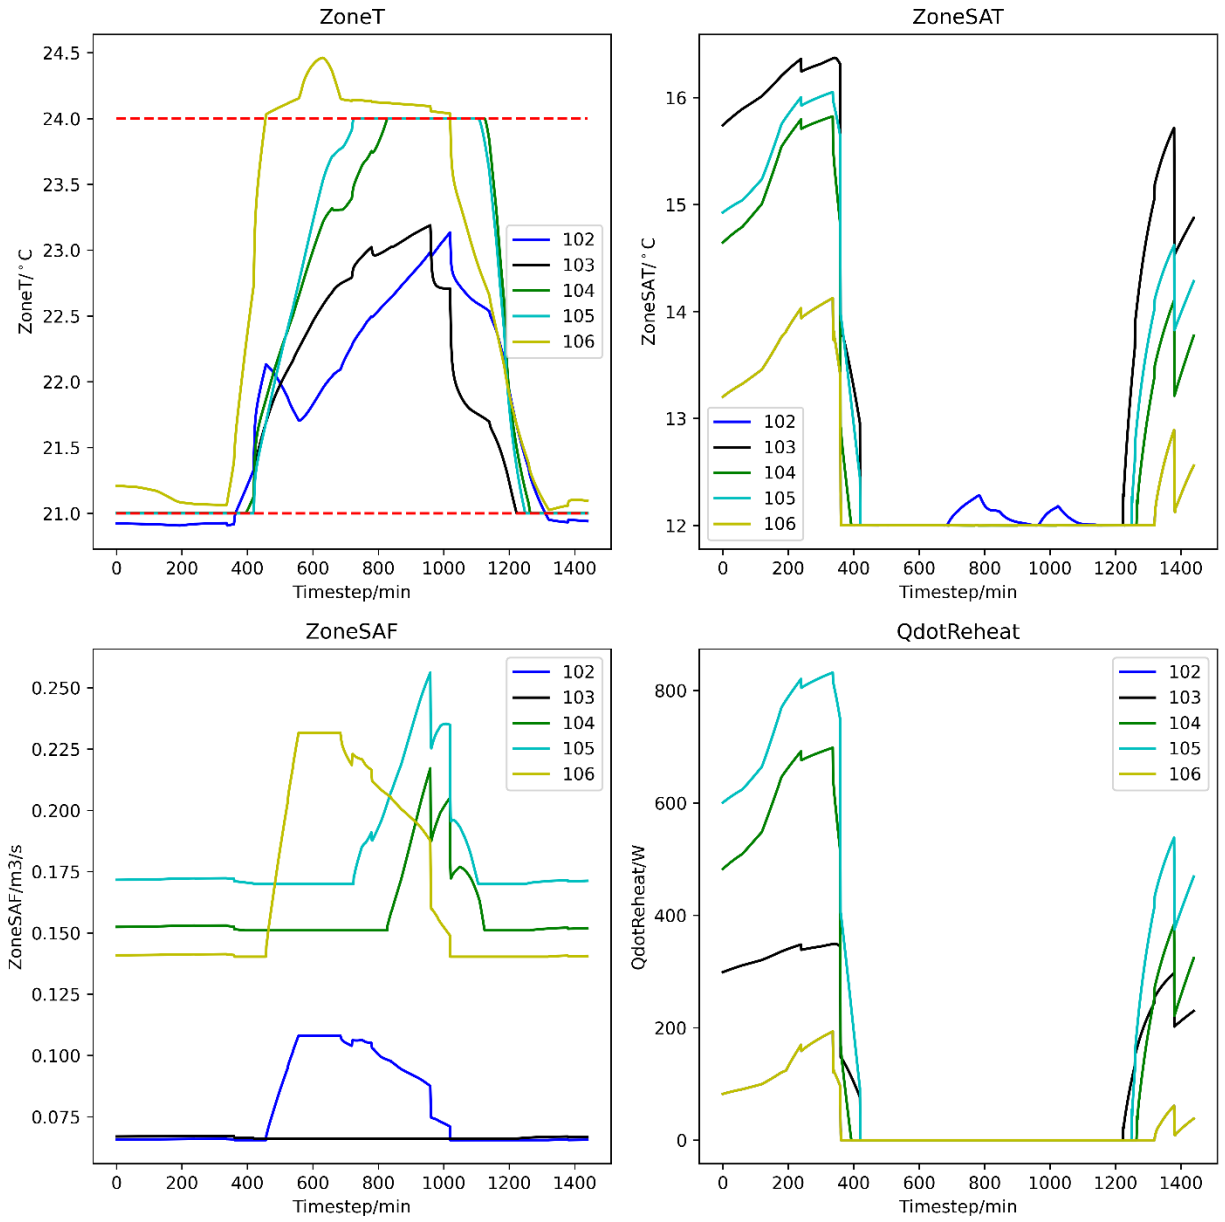 ZoneT
24.5
24.0
23.5
23.0
22.5
22.0
21.5
21.0
ZoneT/°C
102
103
104
105
106
0 200 400 600 800 1000 1200 1400
Timestep/min
ZoneSAT
16
15
14
13
12
ZoneSAT/°C
102
103
104
105
106
0 200 400 600 800 1000 1200 1400
Timestep/min
ZoneSAF
0.250
0.225
0.200
0.175
0.150
0.125
0.100
0.075
ZoneSAF/m3/s
102
103
104
105
106
0 200 400 600 800 1000 1200 1400
Timestep/min
QdotReheat
800
600
400
200
0
QdotReheat/W
102
103
104
105
106
0 200 400 600 800 1000 1200 1400
Timestep/min